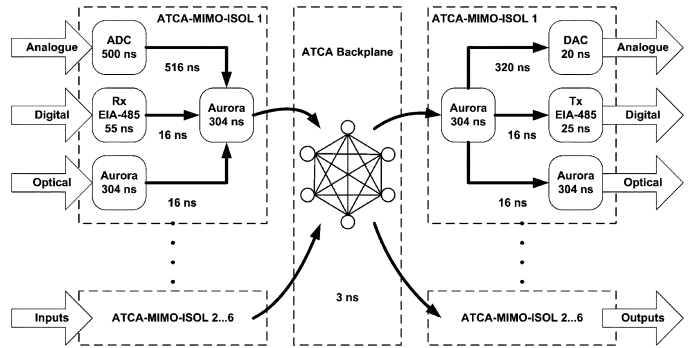 ATCA-MIMO-ISOL 1
Analogue
ADC
500 ns
516 ns
Digital
Rx
EIA-485
55 ns
16 ns
Aurora
304 ns
Optical
Aurora
304 ns
16 ns
Inputs
ATCA-MIMO-ISOL 2...6
ATCA Backplane
3 ns
ATCA-MIMO-ISOL 1
Aurora
304 ns
320 ns
DAC
20 ns
Analogue
16 ns
Tx
EIA-485
25 ns
Digital
16 ns
Aurora
304 ns
Optical
ATCA-MIMO-ISOL 2...6
Outputs